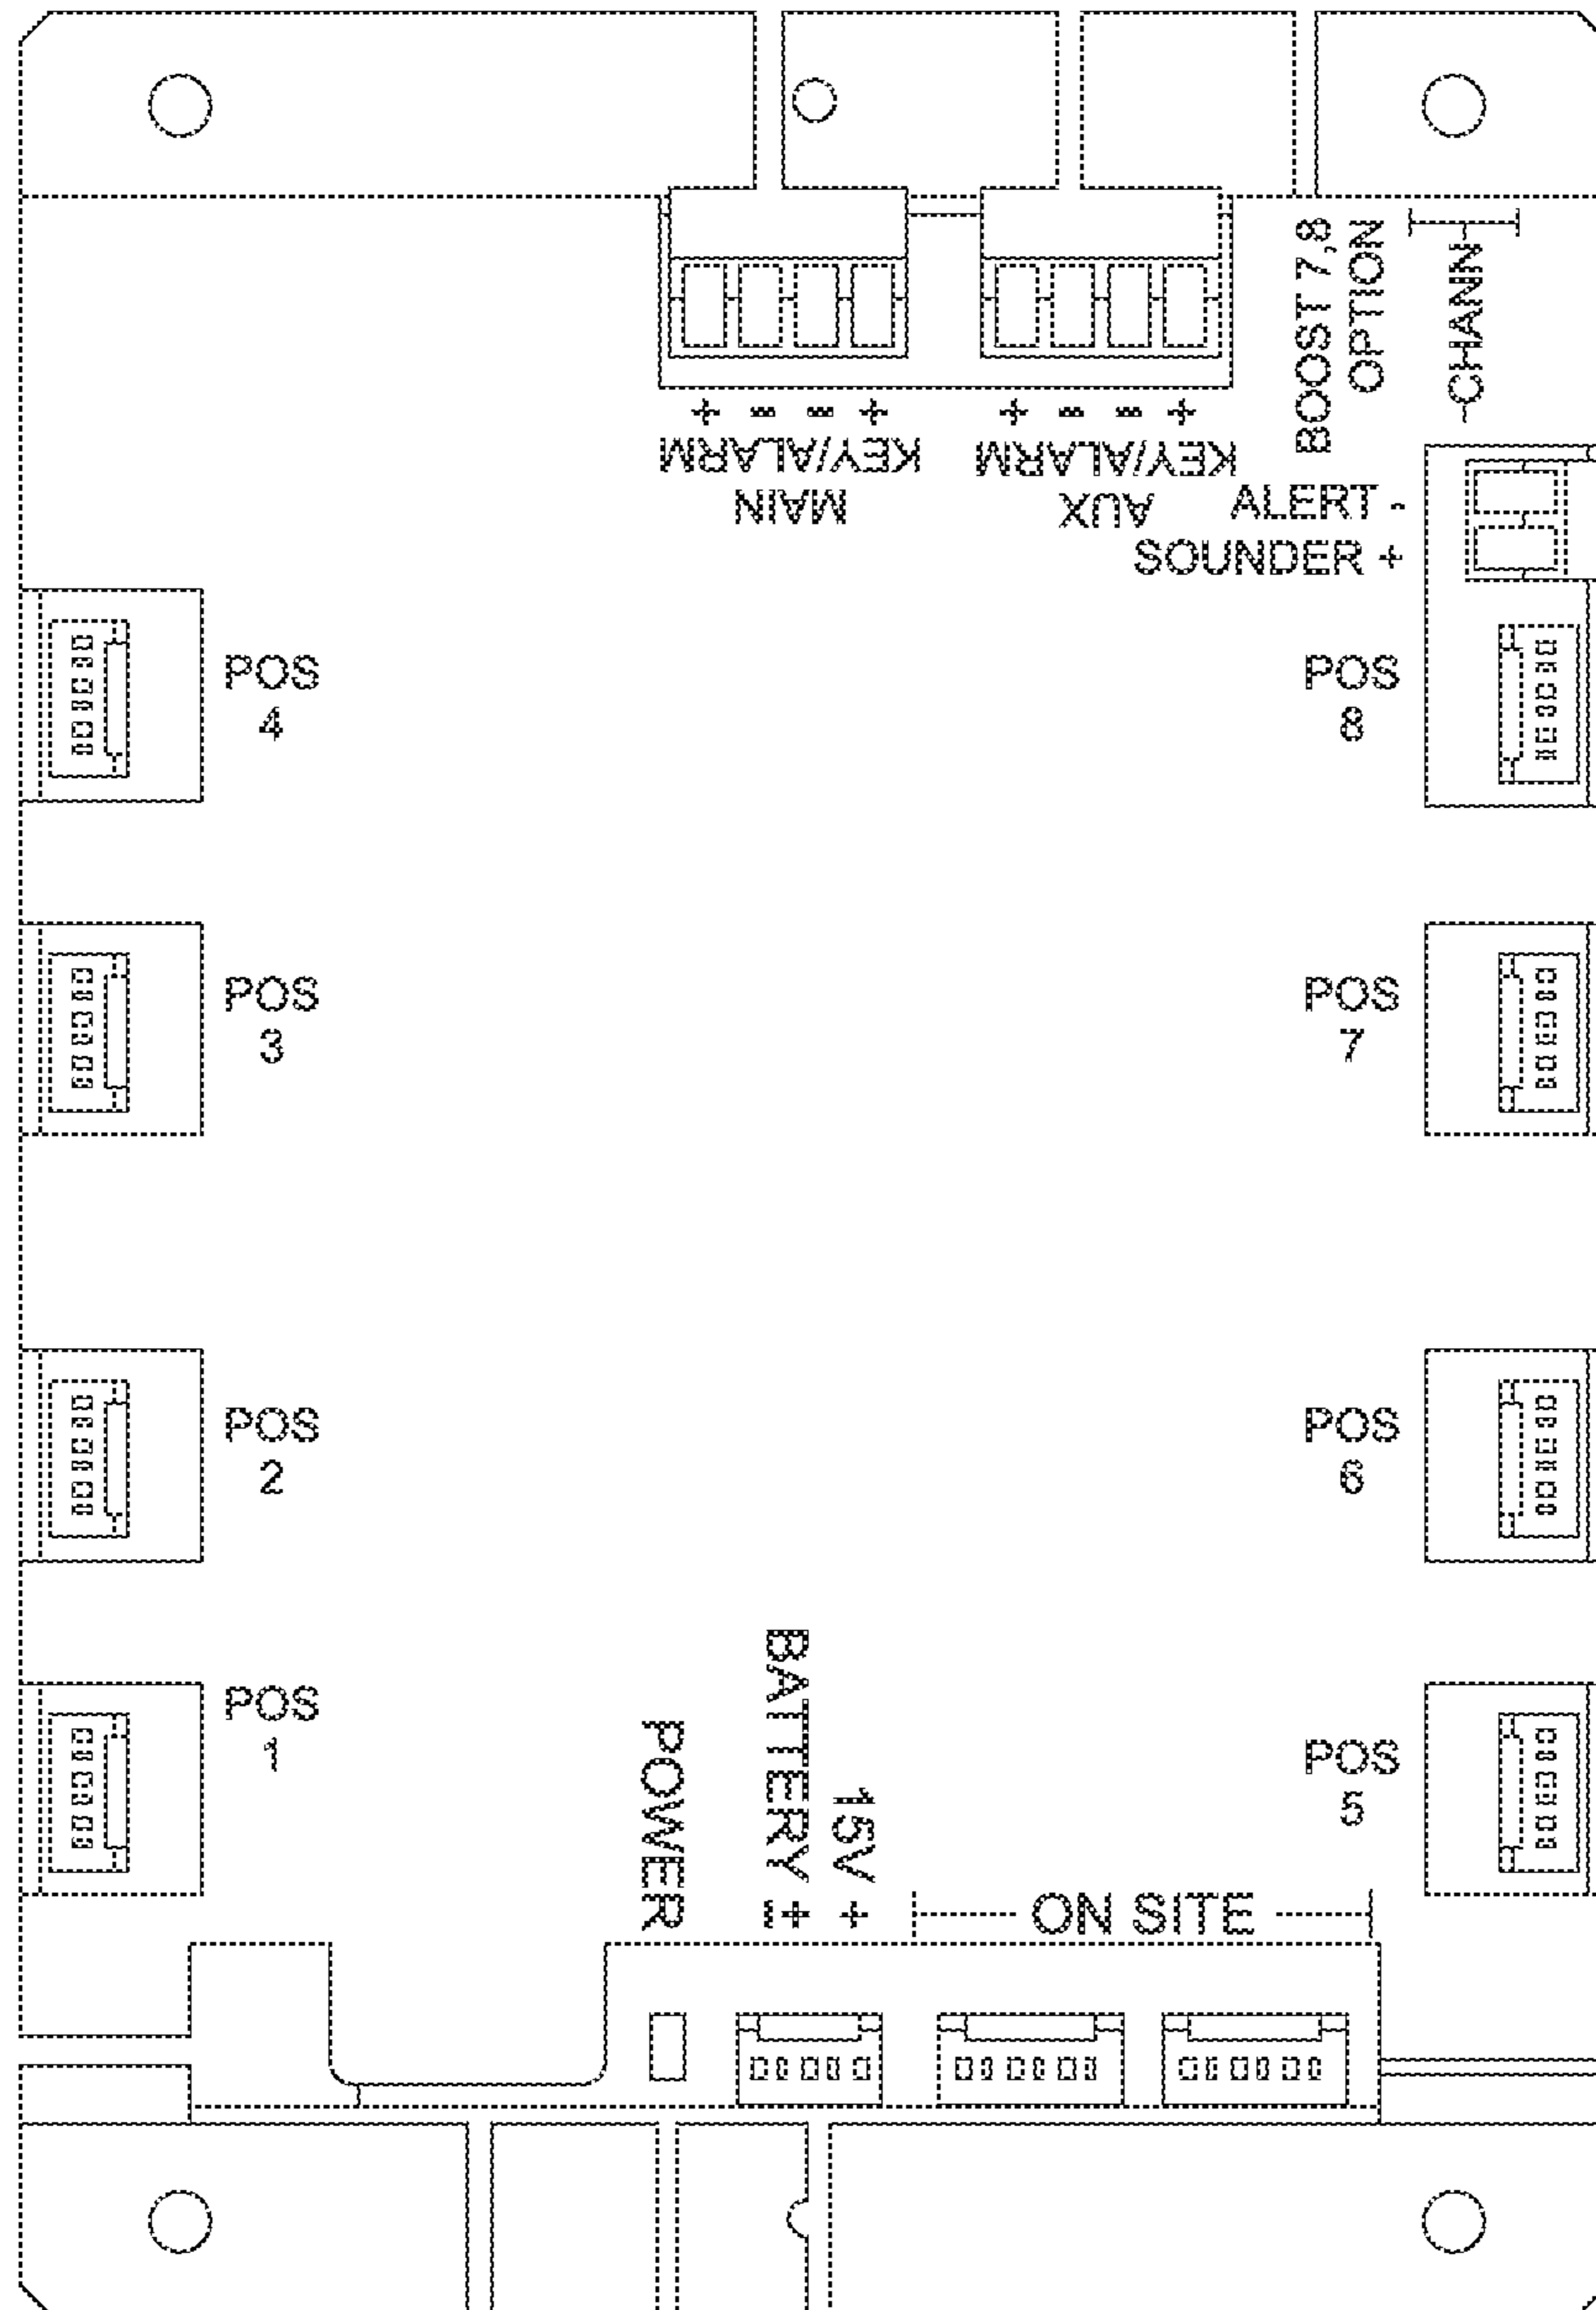 BOOST 7,8
OPTION
CHANN
+ - - +
KEY/ALARM
MAIN
+ - - +
KEY/ALARM
AUX
ALERT -
SOUNDER +
POS
4
POS
8
POS
3
POS
7
POS
2
POS
6
POS
1
POS
5
POWER
BATTERY ±
15V +
ON SITE